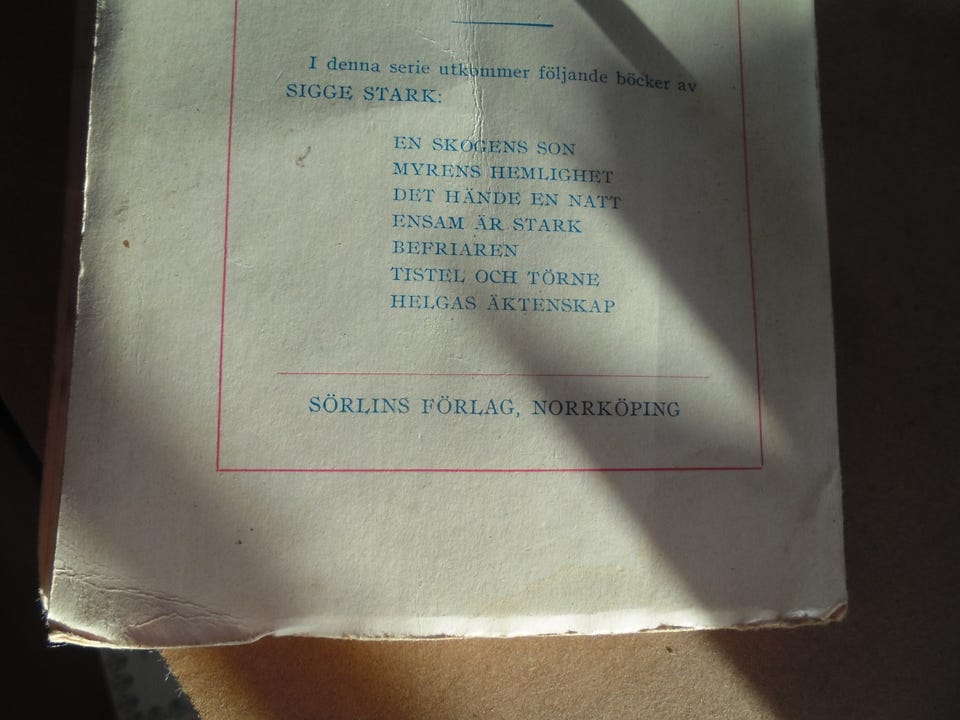 I denna serie utkommer följande böcker av
SIGGE STARK:
EN SKOGENS SON
MYRENS HEMLIGHET
DET HÄNDE EN NATT
ENSAM ÄR STARK
BEFRIAREN
TISTEL OCH TÖRNE
HELGAS ÄKTENSKAP
SÖRLINS FÖRLAG, NORRKÖPING